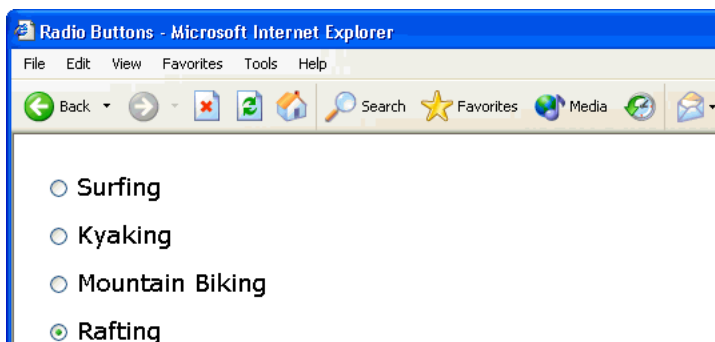 Radio Buttons - Microsoft Internet Explorer
File Edit View Favorites Tools Help
Back Search Favorites Media
Surfing
Kyaking
Mountain Biking
Rafting